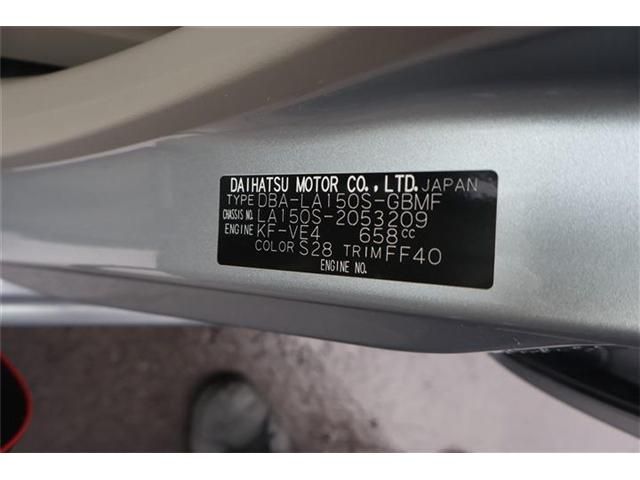 DAIHATSU MOTOR CO., LTD. JAPAN
TYPE DBA-LA150S-GBMF
CHASSIS NO. LA150S-2053209
ENGINE KF-VE4 658cc
COLOR S28 TRIM FF40
ENGINE NO.